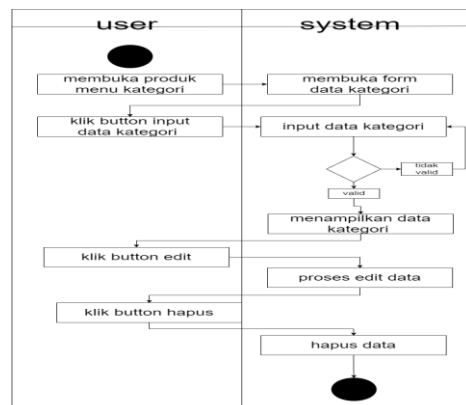 user
system
membuka produk
menu kategori
membuka form
data kategori
klik button input
data kategori
input data kategori
tidak
valid
valid
menampilkan data
kategori
klik button edit
proses edit data
klik button hapus
hapus data